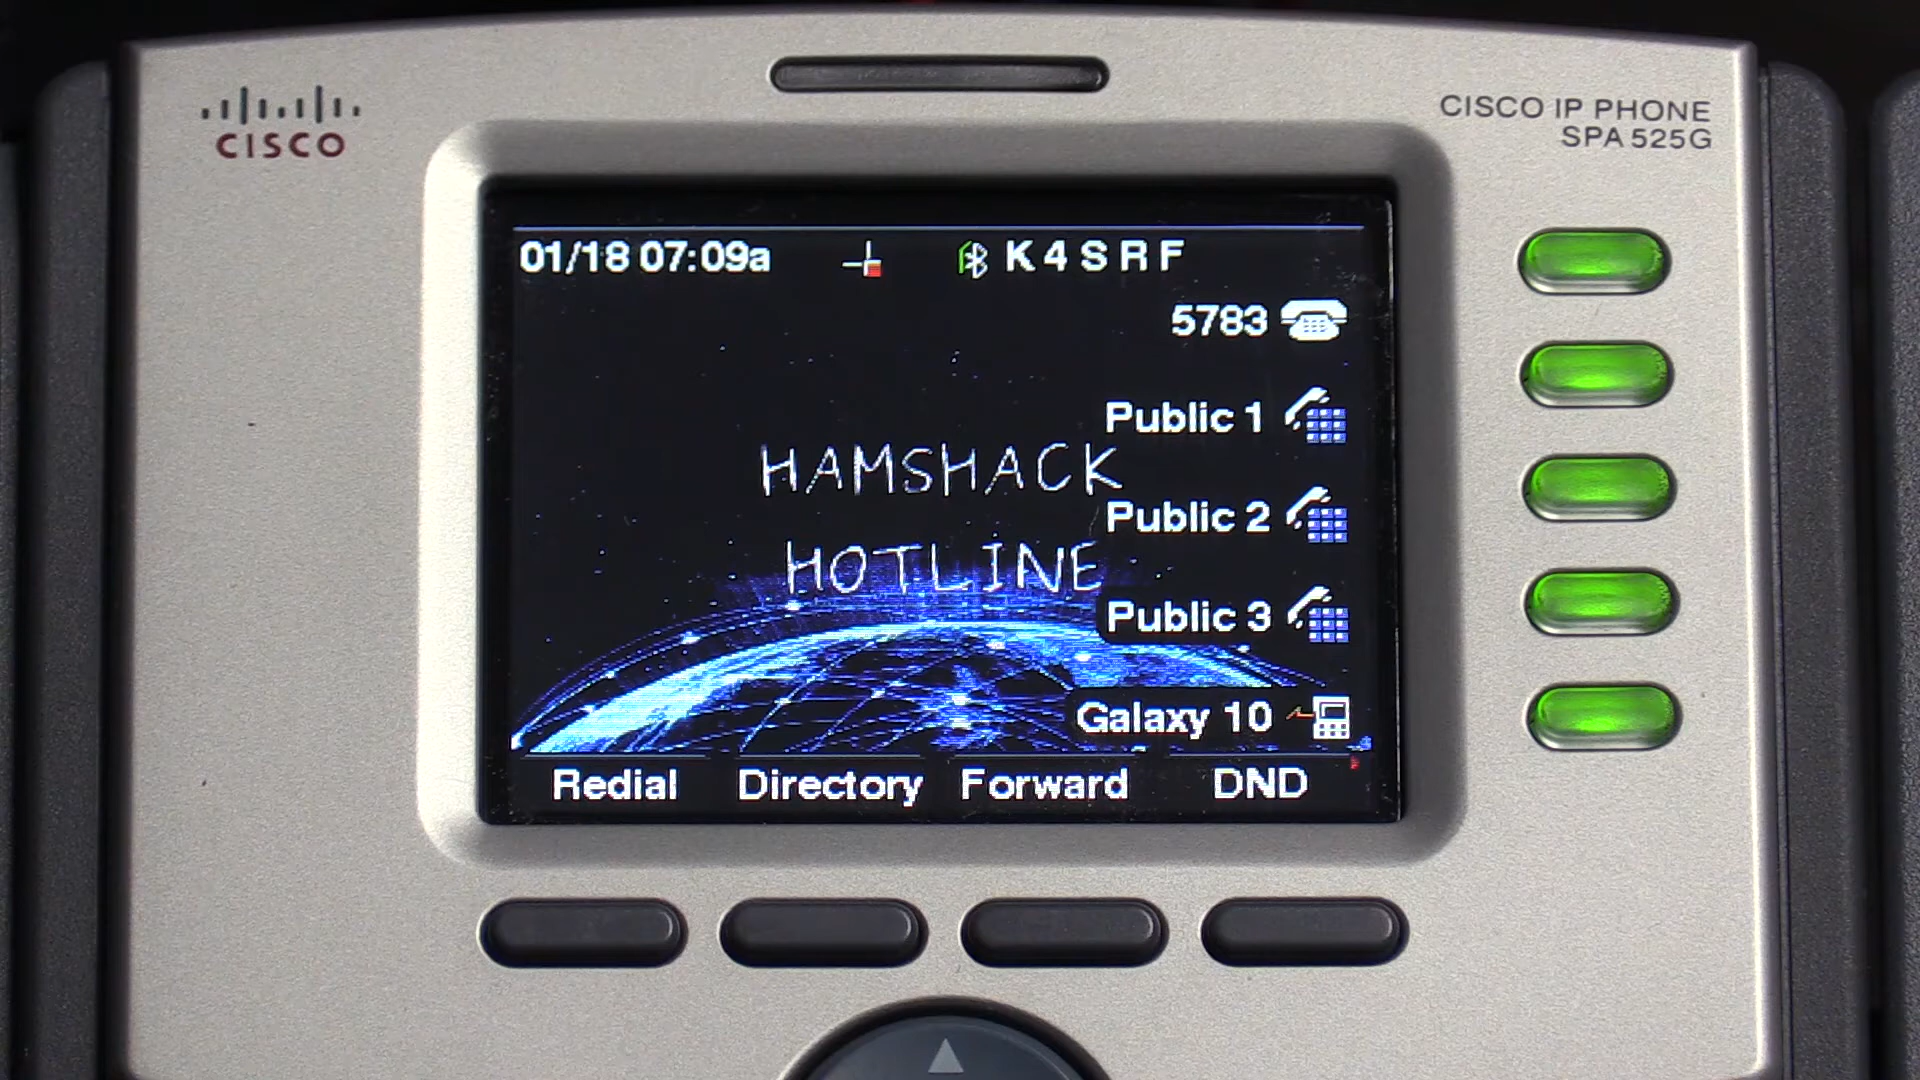 CISCO
CISCO IP PHONE
SPA 525G
01/18 07:09a K 4 S R F
5783
Public 1
HAMSHACK
Public 2
HOTLINE
Public 3
Galaxy 10
Redial Directory Forward DND